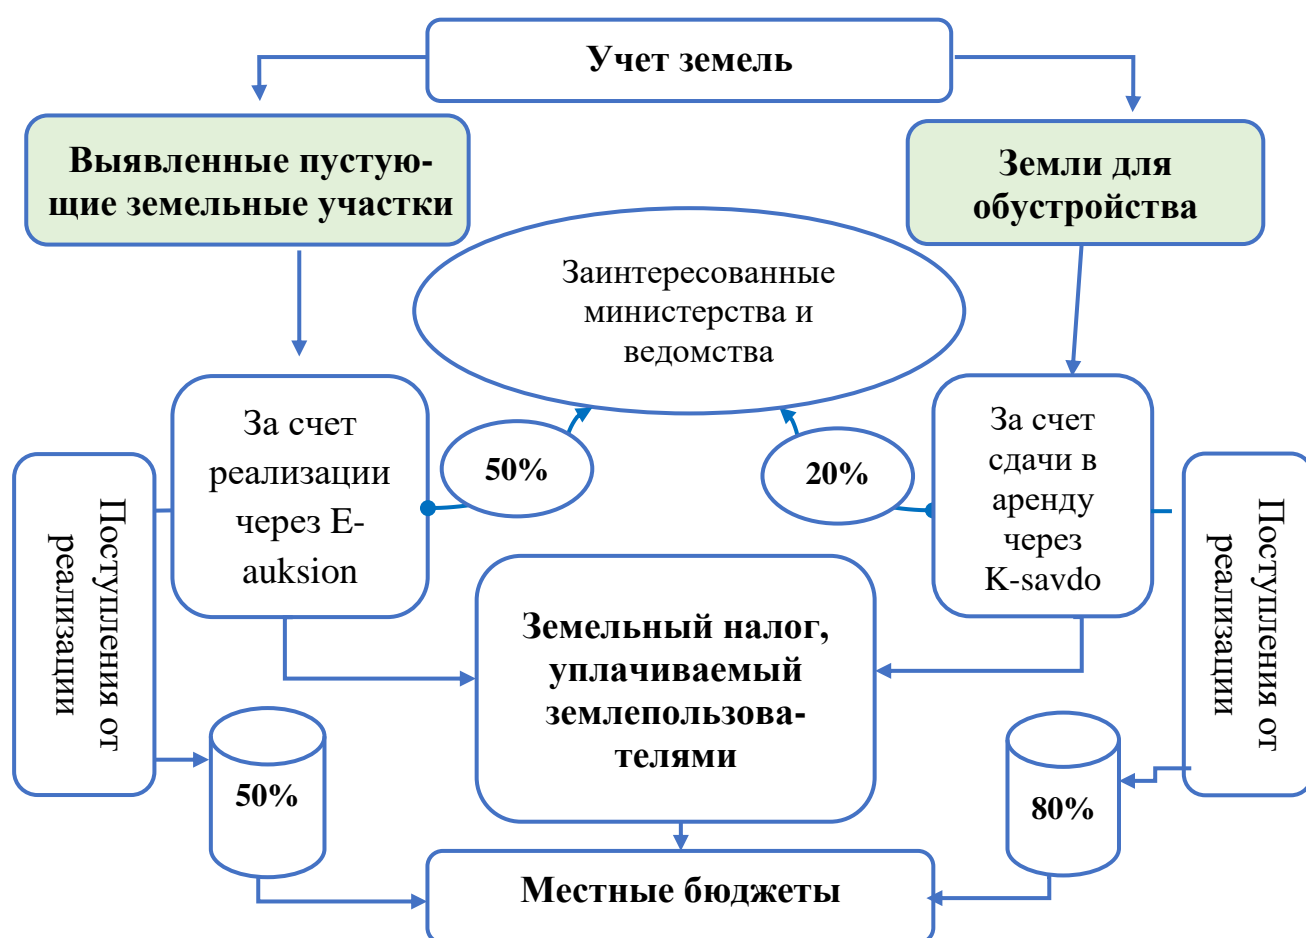 Учет земель
Выявленные пустую-
щие земельные участки
Земли для
обустройства
Заинтересованные
министерства и
ведомства
За счет
реализации
через E-
auksion
50%
20%
За счет
сдачи в
аренду
через
K-savdo
Поступления от
реализации
Поступления от
реализации
Земельный налог,
уплачиваемый
землепользова-
телями
50%
80%
Местные бюджеты